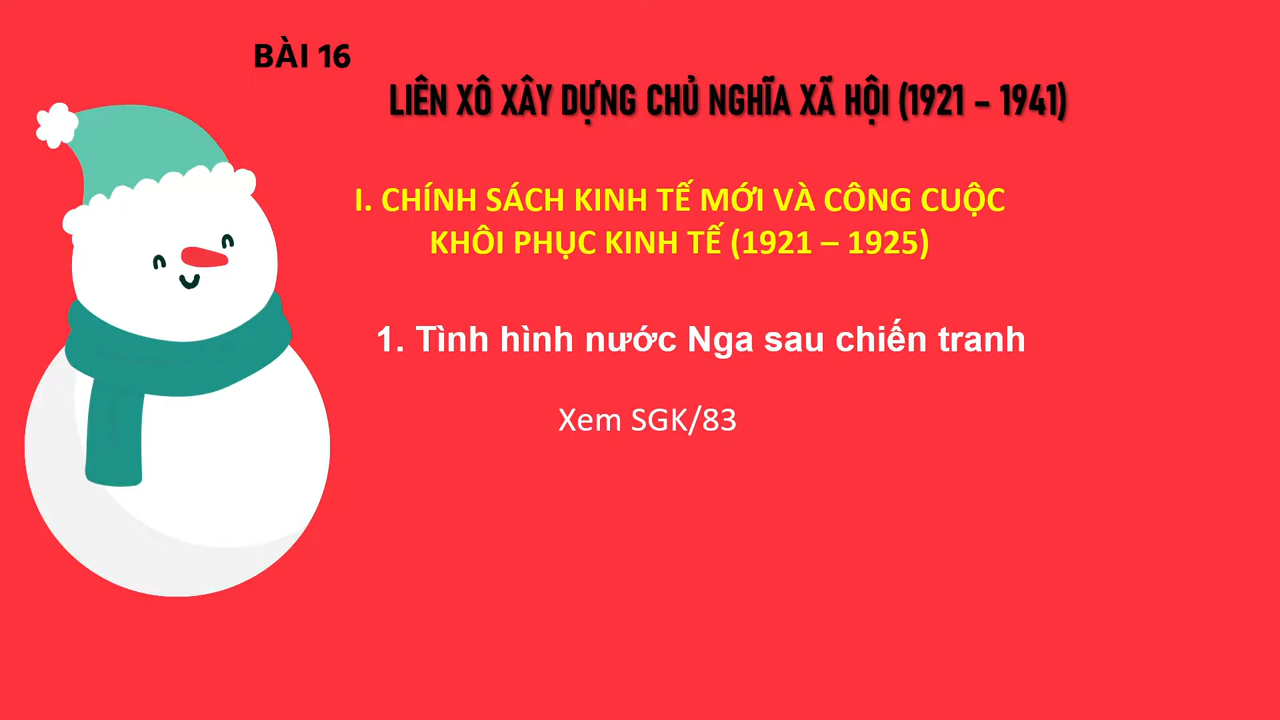 BÀI 16
LIÊN XÔ XÂY DỰNG CHỦ NGHĨA XÃ HỘI (1921 – 1941)
I. CHÍNH SÁCH KINH TẾ MỚI VÀ CÔNG CUỘC
KHÔI PHỤC KINH TẾ (1921 – 1925)
1. Tình hình nước Nga sau chiến tranh
Xem SGK/83